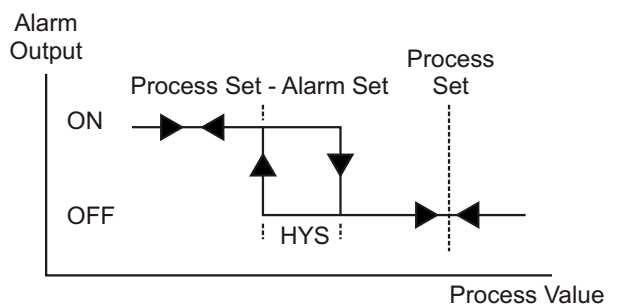 Alarm
Output
Process
Set
Process Set - Alarm Set
ON
OFF
HYS
Process Value